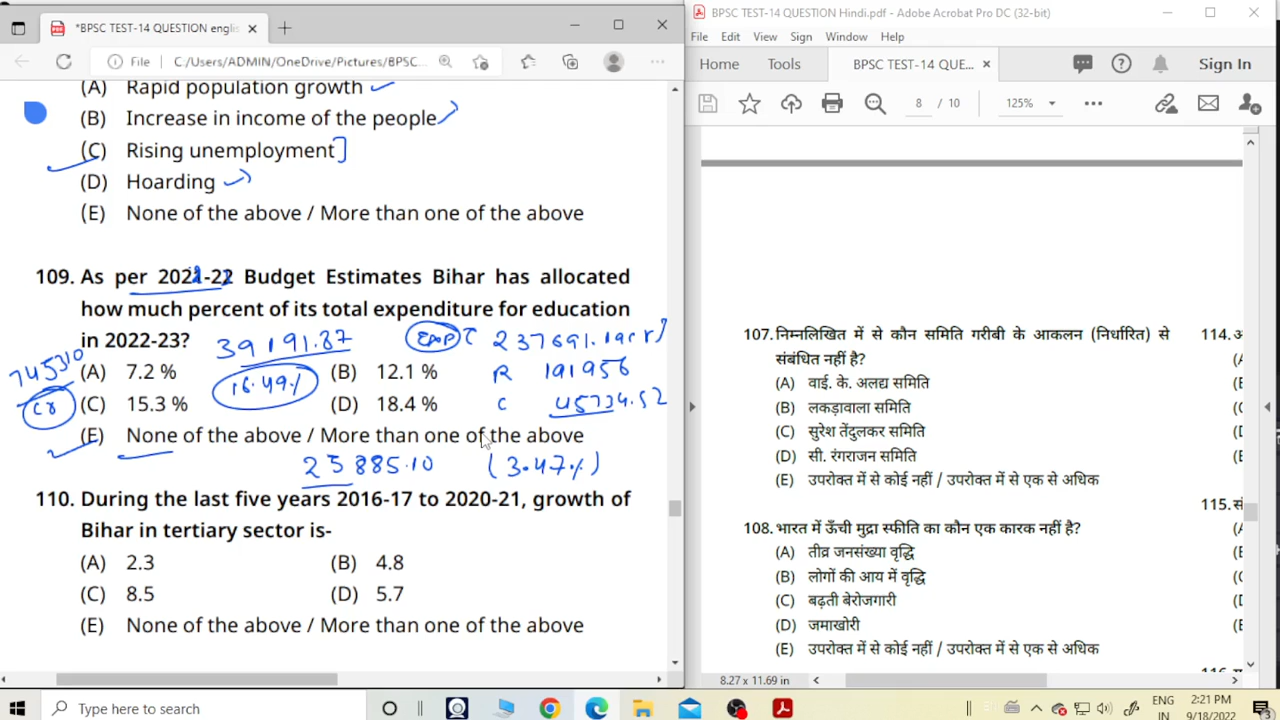 *BPSC TEST-14 QUESTION englis
File C:/Users/ADMIN/OneDrive/Pictures/BPSC...
(A) Rapid population growth
(B) Increase in income of the people
(C) Rising unemployment
(D) Hoarding
(E) None of the above / More than one of the above
109. As per 2021-22 Budget Estimates Bihar has allocated
how much percent of its total expenditure for education
in 2022-23?
39191.87
EXP 237691.19 Cr
745310
Cr
(A) 7.2 %
16.49%
(B) 12.1 %
R 191956
(C) 15.3 %
(D) 18.4 %
C 45734.52
(E) None of the above / More than one of the above
25885.10 (3.47%)
110. During the last five years 2016-17 to 2020-21, growth of
Bihar in tertiary sector is-
(A) 2.3
(B) 4.8
(C) 8.5
(D) 5.7
(E) None of the above / More than one of the above
BPSC TEST-14 QUESTION Hindi.pdf - Adobe Acrobat Pro DC (32-bit)
File Edit View Sign Window Help
Home Tools BPSC TEST-14 QUE... Sign In
8 / 10 125%
107. निम्नलिखित में से कौन समिति गरीबी के आकलन (निर्धारित) से
संबंधित नहीं है?
(A) वाई. के. अलद्य समिति
(B) लकड़ावाला समिति
(C) सुरेश तेंदुलकर समिति
(D) सी. रंगराजन समिति
(E) उपरोक्त में से कोई नहीं / उपरोक्त में से एक से अधिक
108. भारत में ऊँची मुद्रा स्फीति का कौन एक कारक नहीं है?
(A) तीव्र जनसंख्या वृद्धि
(B) लोगों की आय में वृद्धि
(C) बढ़ती बेरोजगारी
(D) जमाखोरी
(E) उपरोक्त में से कोई नहीं / उपरोक्त में से एक से अधिक
114.
115.
8.27 x 11.69 in
Type here to search
ENG
IN
2:21 PM
9/18/2022